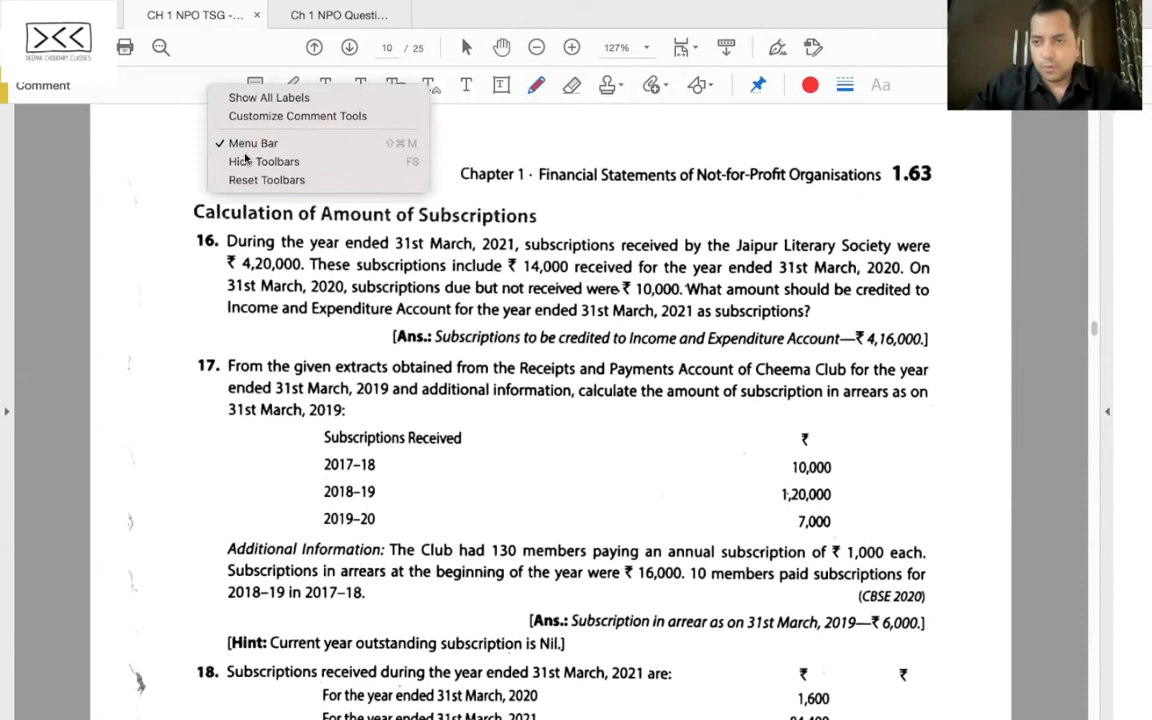 CH 1 NPO TSG -... ×
CH 1 NPO Questi...
DEEPAK CHOUDHRY CLASSES
10 / 25
127%
Comment
T
Aa
Show All Labels
Customize Comment Tools
✓ Menu Bar ⇧⌘M
Hide Toolbars F8
Reset Toolbars
Chapter 1 · Financial Statements of Not-for-Profit Organisations 1.63
Calculation of Amount of Subscriptions
16. During the year ended 31st March, 2021, subscriptions received by the Jaipur Literary Society were
₹ 4,20,000. These subscriptions include ₹ 14,000 received for the year ended 31st March, 2020. On
31st March, 2020, subscriptions due but not received were ₹ 10,000. What amount should be credited to
Income and Expenditure Account for the year ended 31st March, 2021 as subscriptions?
[Ans.: Subscriptions to be credited to Income and Expenditure Account—₹ 4,16,000.]
17. From the given extracts obtained from the Receipts and Payments Account of Cheema Club for the year
ended 31st March, 2019 and additional information, calculate the amount of subscription in arrears as on
31st March, 2019:
Subscriptions Received ₹
2017–18 10,000
2018–19 1,20,000
2019–20 7,000
Additional Information: The Club had 130 members paying an annual subscription of ₹ 1,000 each.
Subscriptions in arrears at the beginning of the year were ₹ 16,000. 10 members paid subscriptions for
2018–19 in 2017–18. (CBSE 2020)
[Ans.: Subscription in arrear as on 31st March, 2019—₹ 6,000.]
[Hint: Current year outstanding subscription is Nil.]
18. Subscriptions received during the year ended 31st March, 2021 are: ₹ ₹
For the year ended 31st March, 2020 1,600
For the year ended 31st March, 2021